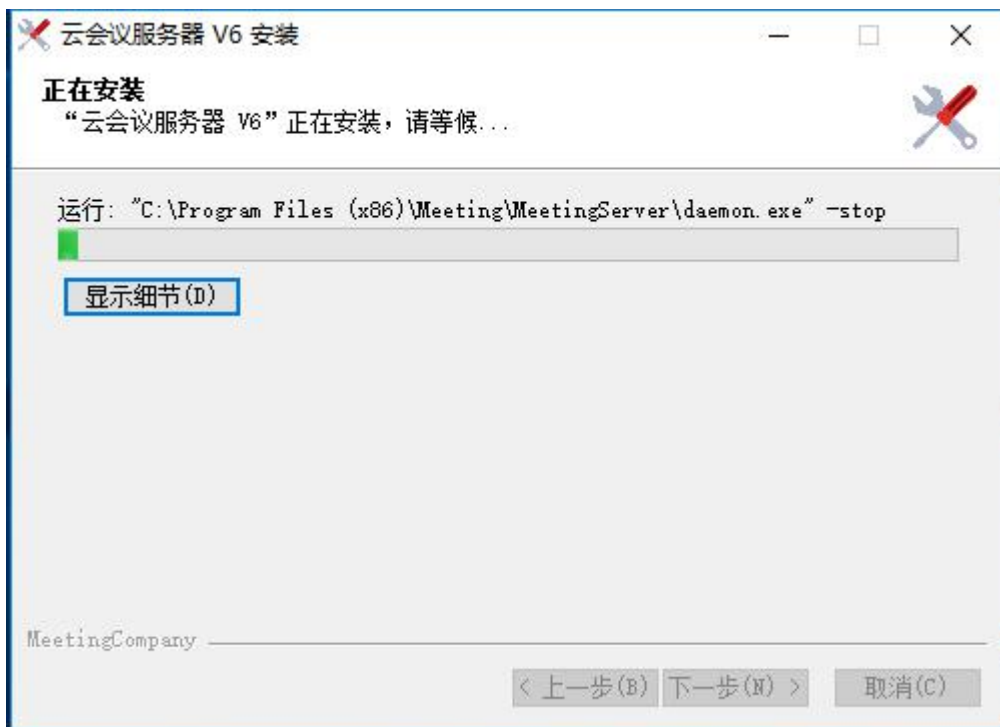 云会议服务器 V6 安装
正在安装
“云会议服务器 V6”正在安装，请等候...
运行: "C:\Program Files (x86)\Meeting\MeetingServer\daemon.exe" -stop
显示细节(D)
MeetingCompany
< 上一步(B) 下一步(N) > 取消(C)